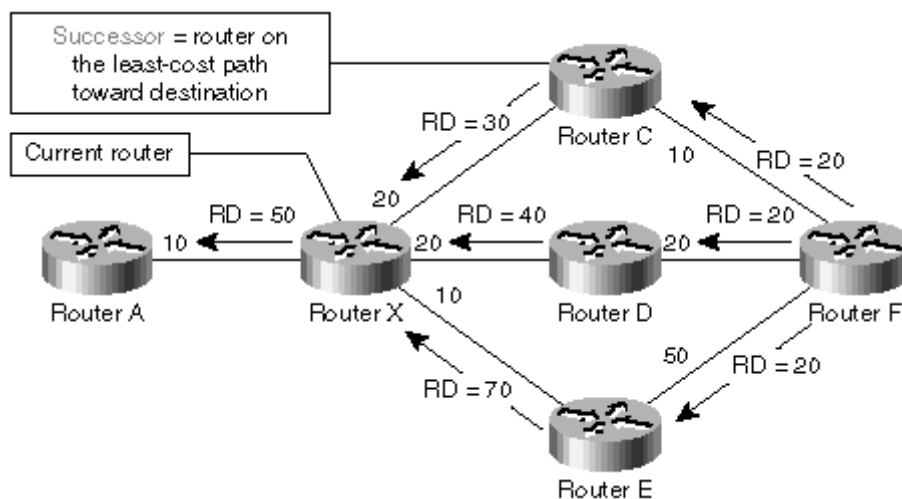 Successor = router on
the least-cost path
toward destination
Current router
RD = 30
Router C
10
RD = 20
20
RD = 50
10
RD = 40
20
RD = 20
20
Router A
Router X
Router D
Router F
10
50
RD = 70
RD = 20
Router E